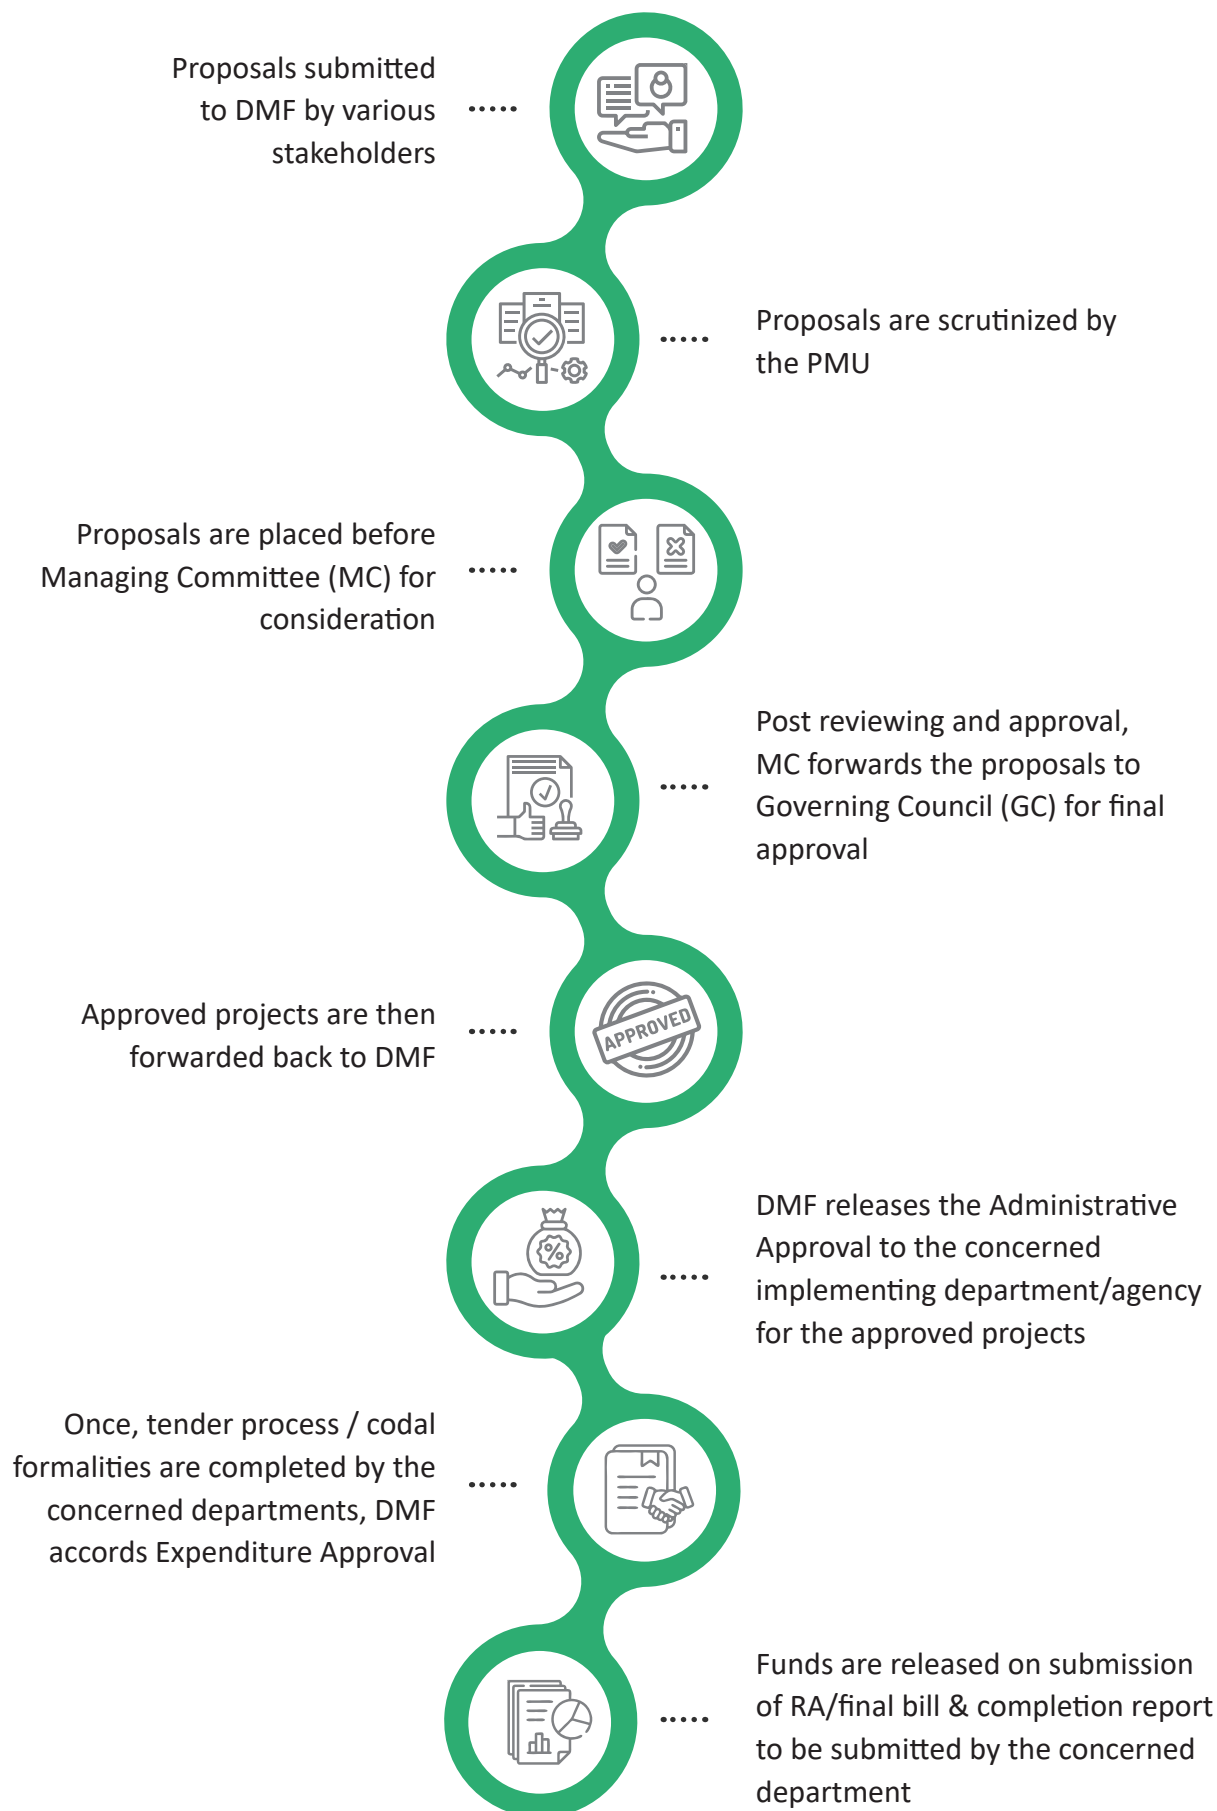 Proposals submitted
to DMF by various
stakeholders
Proposals are scrutinized by
the PMU
Proposals are placed before
Managing Committee (MC) for
consideration
Post reviewing and approval,
MC forwards the proposals to
Governing Council (GC) for final
approval
Approved projects are then
forwarded back to DMF
APPROVED
DMF releases the Administrative
Approval to the concerned
implementing department/agency
for the approved projects
Once, tender process / codal
formalities are completed by the
concerned departments, DMF
accords Expenditure Approval
Funds are released on submission
of RA/final bill & completion report
to be submitted by the concerned
department